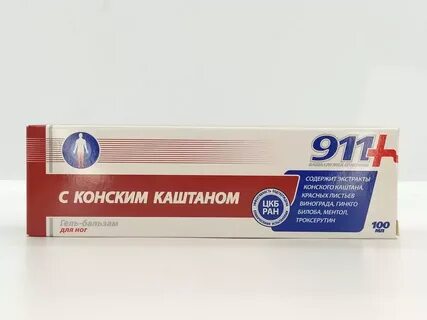 911+
С КОНСКИМ КАШТАНОМ
Гель-бальзам
для ног
ЦКБ
РАН
СОДЕРЖИТ ЭКСТРАКТЫ
КОНСКОГО КАШТАНА,
КРАСНЫХ ЛИСТЬЕВ
ВИНОГРАДА, ГИНКГО
БИЛОБА, МЕНТОЛ,
ТРОКСЕРУТИН
100
МЛ